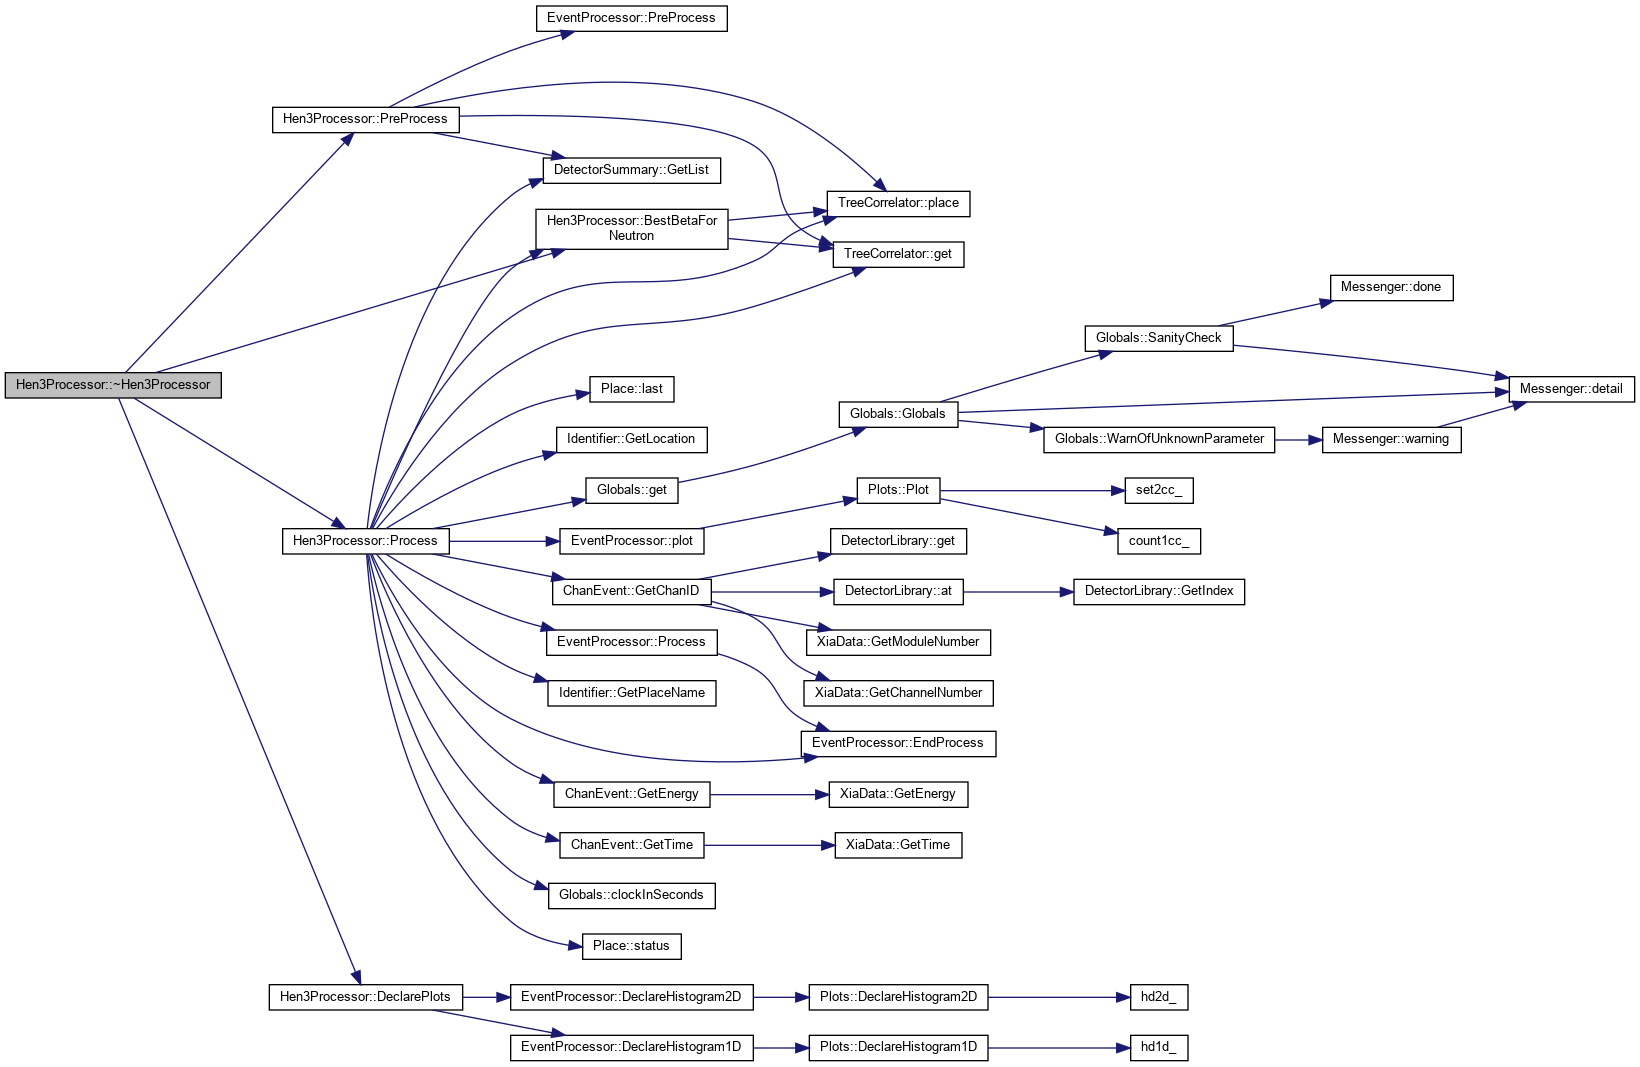 EventProcessor::PreProcess
Hen3Processor::PreProcess
DetectorSummary::GetList
TreeCorrelator::place
Hen3Processor::BestBetaFor
Neutron
TreeCorrelator::get
Messenger::done
Globals::SanityCheck
Hen3Processor::~Hen3Processor
Place::last
Messenger::detail
Globals::Globals
Identifier::GetLocation
Globals::WarnOfUnknownParameter
Messenger::warning
Globals::get
Plots::Plot
set2cc_
Hen3Processor::Process
EventProcessor::plot
DetectorLibrary::get
count1cc_
ChanEvent::GetChanID
DetectorLibrary::at
DetectorLibrary::GetIndex
EventProcessor::Process
XiaData::GetModuleNumber
Identifier::GetPlaceName
XiaData::GetChannelNumber
EventProcessor::EndProcess
ChanEvent::GetEnergy
XiaData::GetEnergy
ChanEvent::GetTime
XiaData::GetTime
Globals::clockInSeconds
Place::status
Hen3Processor::DeclarePlots
EventProcessor::DeclareHistogram2D
Plots::DeclareHistogram2D
hd2d_
EventProcessor::DeclareHistogram1D
Plots::DeclareHistogram1D
hd1d_